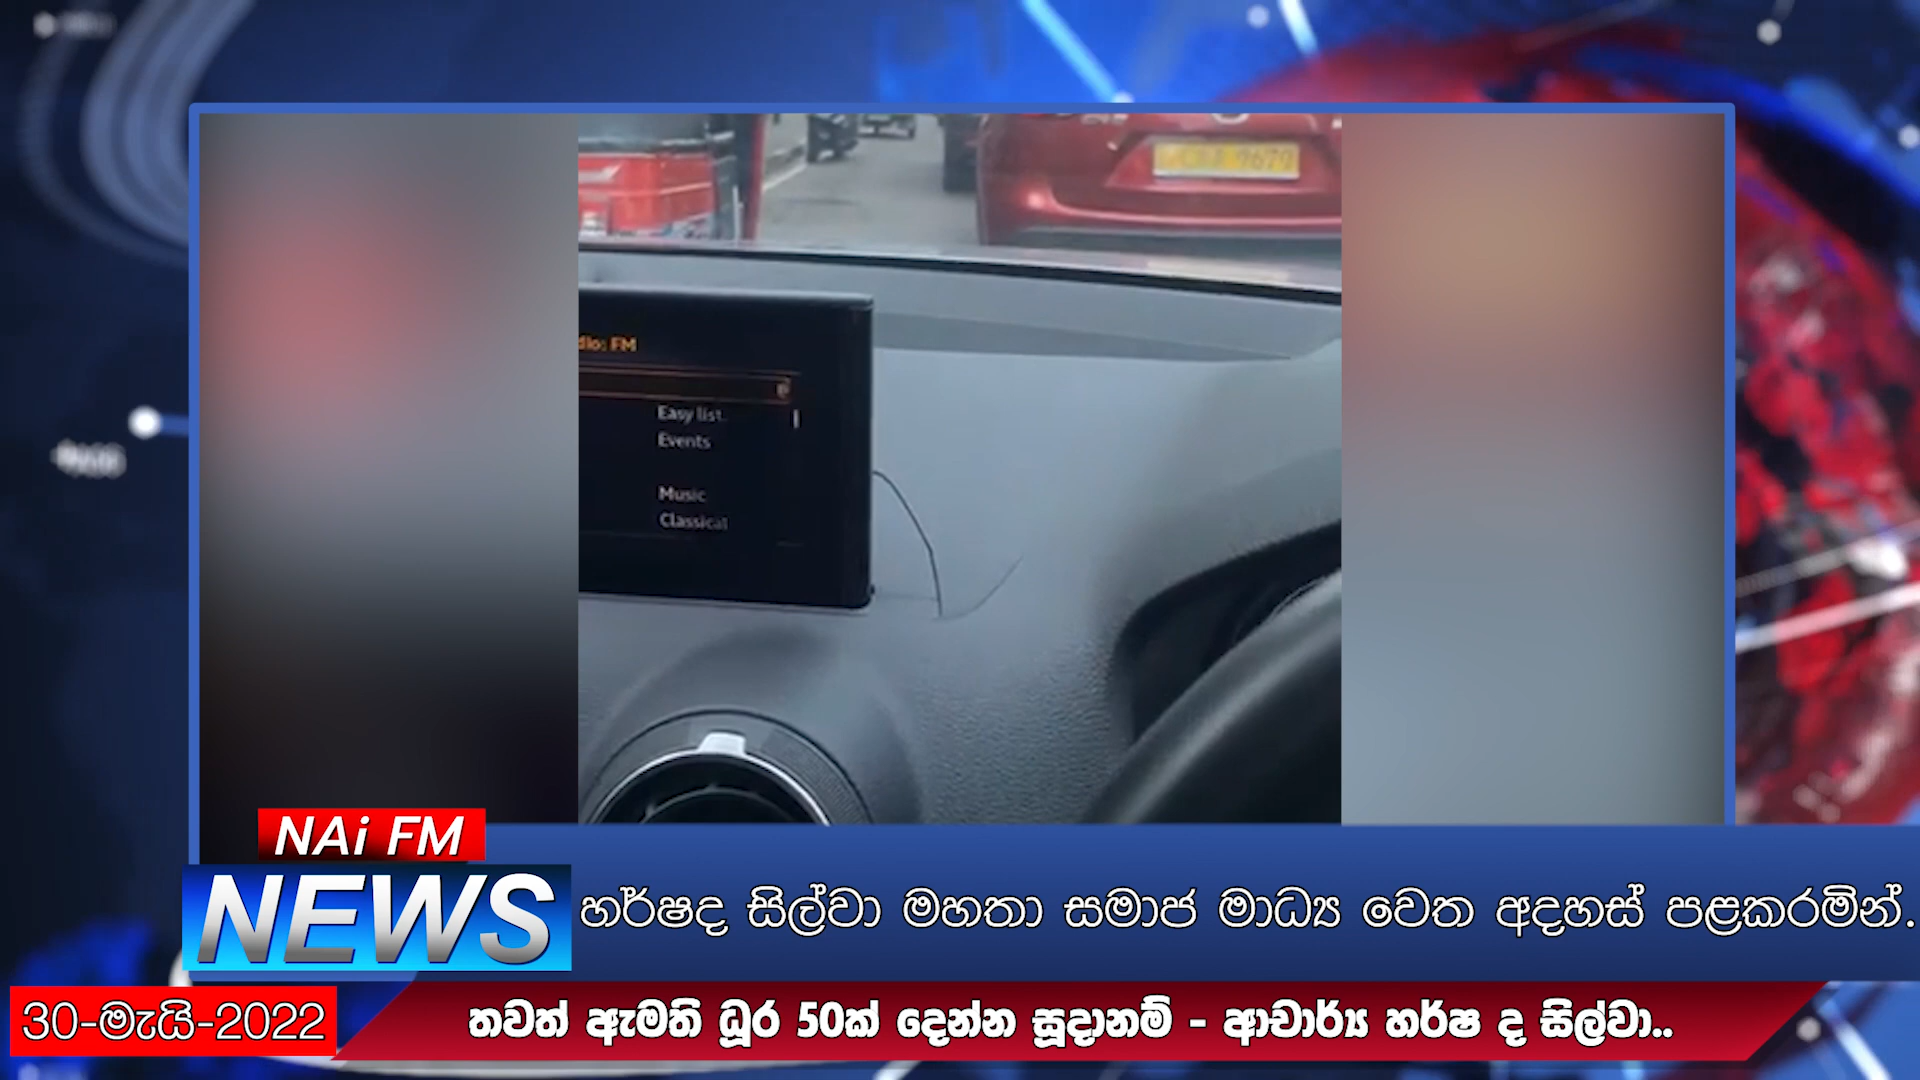 dio: FM
Easy list
Events
Music
Classical
NAi FM
NEWS
හර්ෂද සිල්වා මහතා සමාජ මාධ්‍ය වෙත අදහස් පළකරමින්.
30-මැයි-2022
තවත් ඇමති ධූර 50ක් දෙන්න සූදානම් - ආචාර්ය හර්ෂ ද සිල්වා..